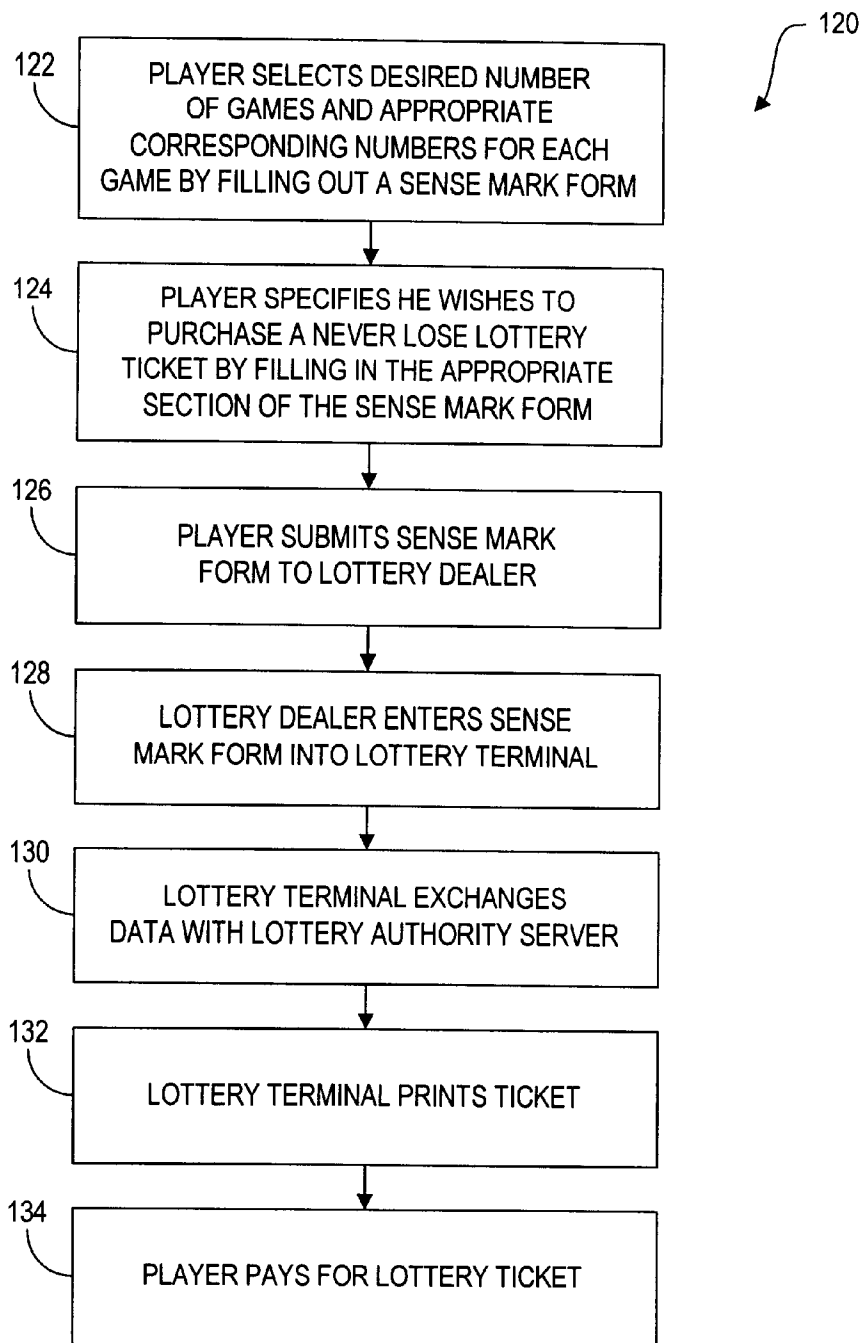 120
122
PLAYER SELECTS DESIRED NUMBER
OF GAMES AND APPROPRIATE
CORRESPONDING NUMBERS FOR EACH
GAME BY FILLING OUT A SENSE MARK FORM
124
PLAYER SPECIFIES HE WISHES TO
PURCHASE A NEVER LOSE LOTTERY
TICKET BY FILLING IN THE APPROPRIATE
SECTION OF THE SENSE MARK FORM
126
PLAYER SUBMITS SENSE MARK
FORM TO LOTTERY DEALER
128
LOTTERY DEALER ENTERS SENSE
MARK FORM INTO LOTTERY TERMINAL
130
LOTTERY TERMINAL EXCHANGES
DATA WITH LOTTERY AUTHORITY SERVER
132
LOTTERY TERMINAL PRINTS TICKET
134
PLAYER PAYS FOR LOTTERY TICKET